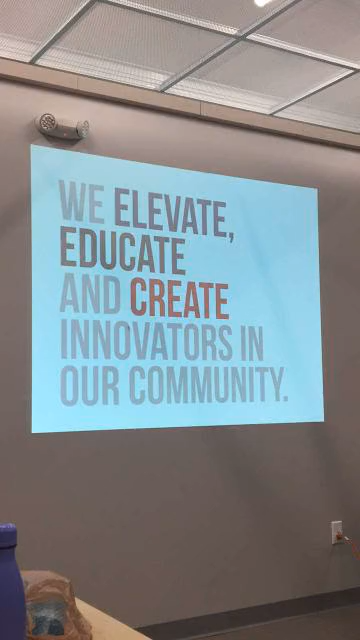 WE ELEVATE,
EDUCATE
AND CREATE
INNOVATORS IN
OUR COMMUNITY.